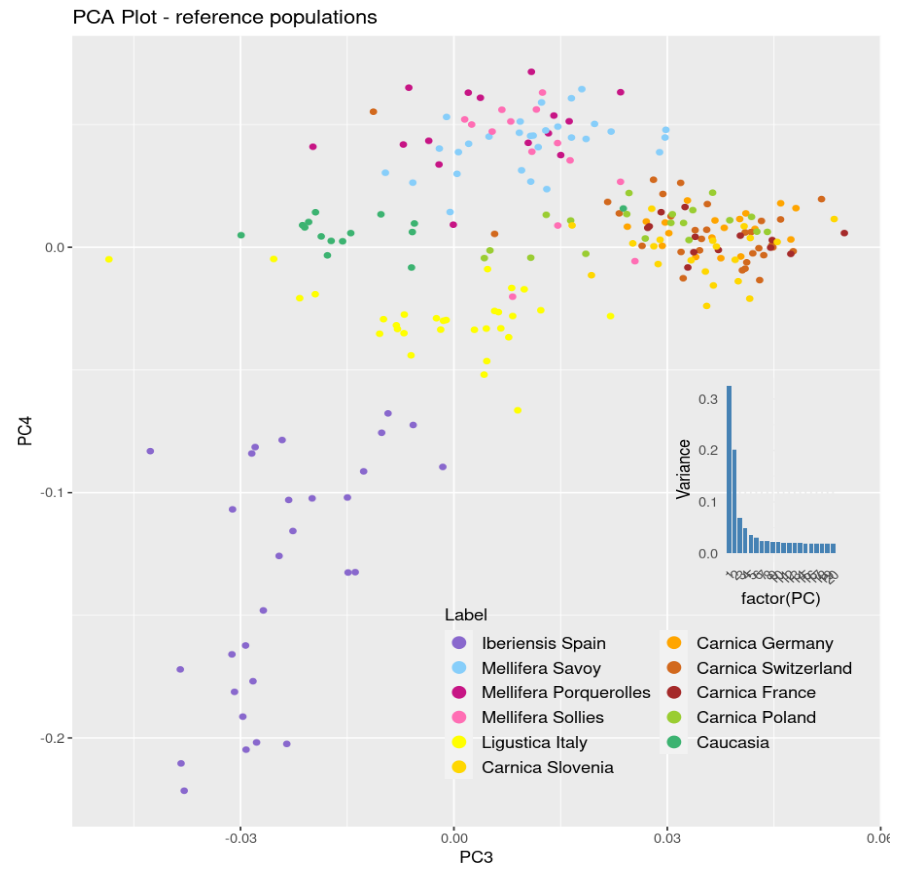 PCA Plot - reference populations
PC4
0.0
-0.1
-0.2
-0.03
0.00
0.03
PC3
Variance
0.3
0.2
0.1
0.0
factor(PC)
Label
Iberiensis Spain
Mellifera Savoy
Mellifera Porquerolles
Mellifera Sollies
Ligustica Italy
Carnica Slovenia
Carnica Germany
Carnica Switzerland
Carnica France
Carnica Poland
Caucasia